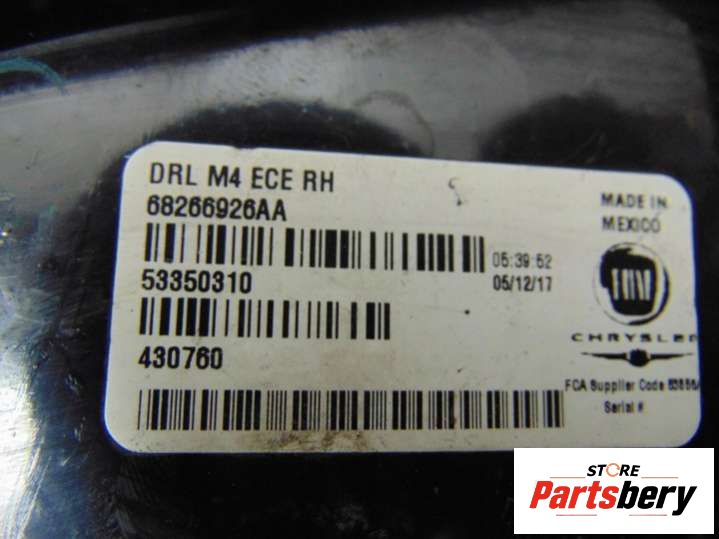 DRL M4 ECE RH
68266926AA
53350310
430760
MADE IN
MEXICO
05:39:52
05/12/17
FIAT
CHRYSLER
FCA Supplier Code
Serial #
STORE
Partsbery